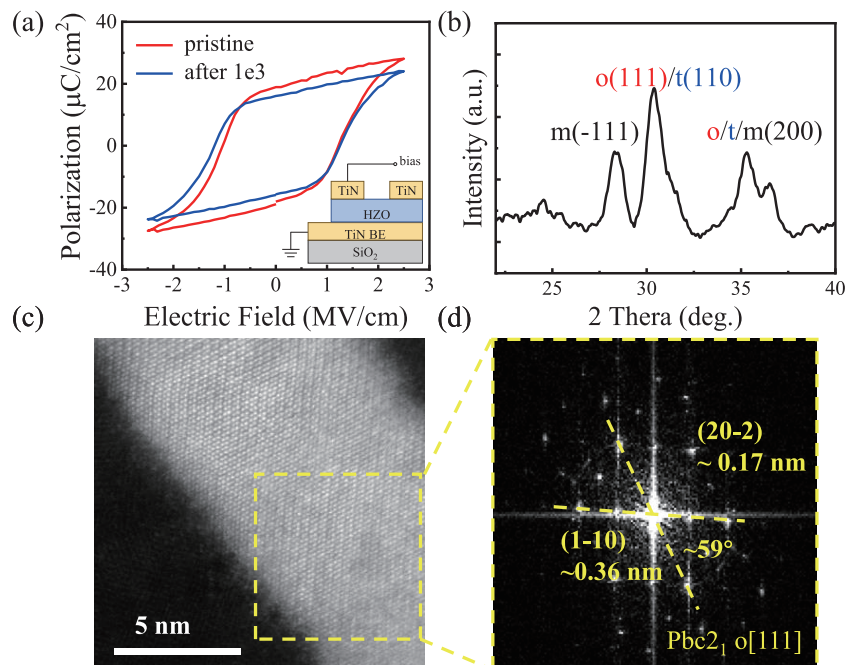 (a)
40
20
0
-20
-40
Polarization (μC/cm²)
pristine
after 1e3
bias
TiN
TiN
HZO
TiN BE
SiO₂
-3
-2
-1
0
1
2
3
Electric Field (MV/cm)
(b)
Intensity (a.u.)
o(111)/t(110)
m(-111)
o/t/m(200)
25
30
35
40
2 Thera (deg.)
(c)
5 nm
(d)
(20-2)
~ 0.17 nm
(1-10)
~0.36 nm
~59°
Pbc2₁ o[111]